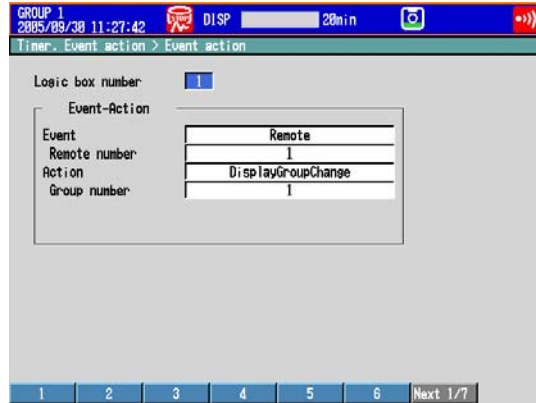 GROUP 1
2005/09/30 11:27:42 DISP 20min
Timer, Event action > Event action
Logic box number 1
Event-Action
Event Remote
Remote number 1
Action DisplayGroupChange
Group number 1
1 2 3 4 5 6 Next 1/7